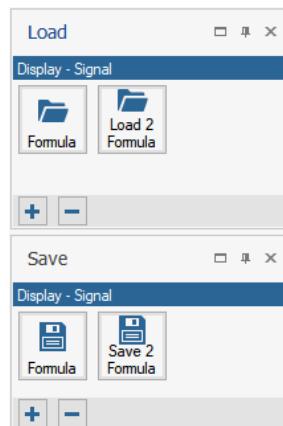 Load
Display - Signal
Formula
Load 2
Formula
Save
Display - Signal
Formula
Save 2
Formula